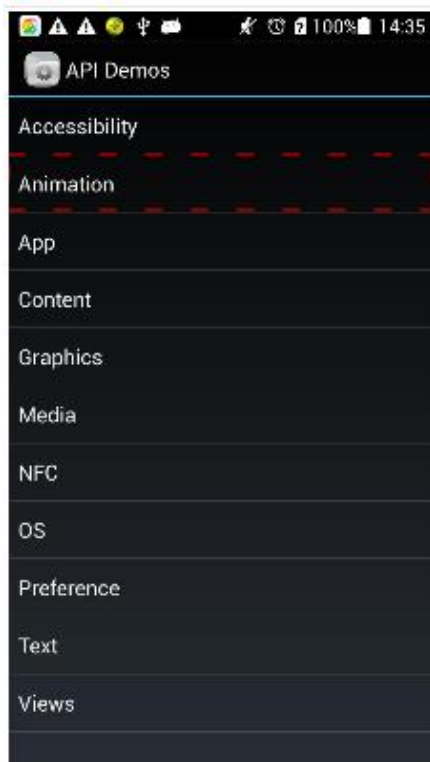 100% 14:35
API Demos
Accessibility
Animation
App
Content
Graphics
Media
NFC
OS
Preference
Text
Views